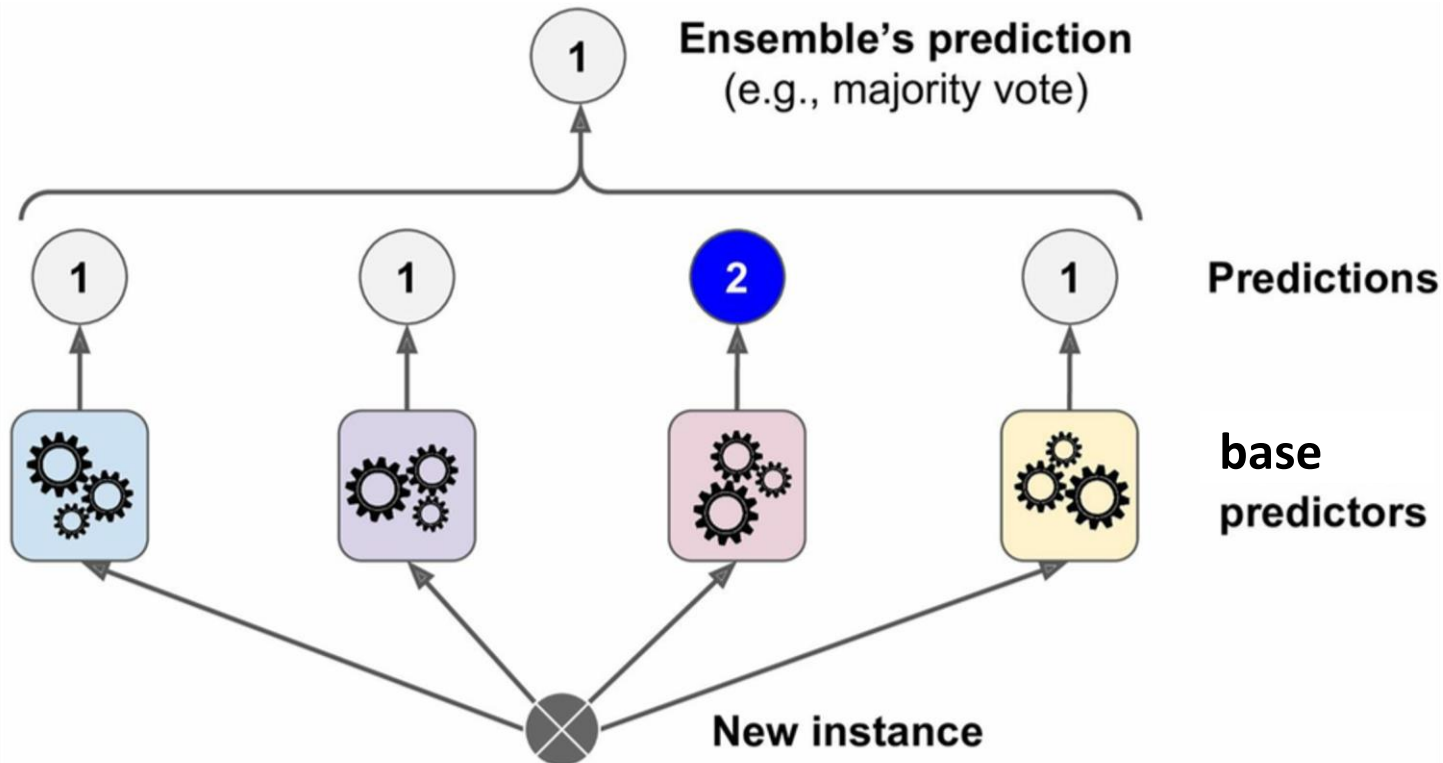 1
Ensemble's prediction
(e.g., majority vote)
1 1 2 1 Predictions
base
predictors
New instance